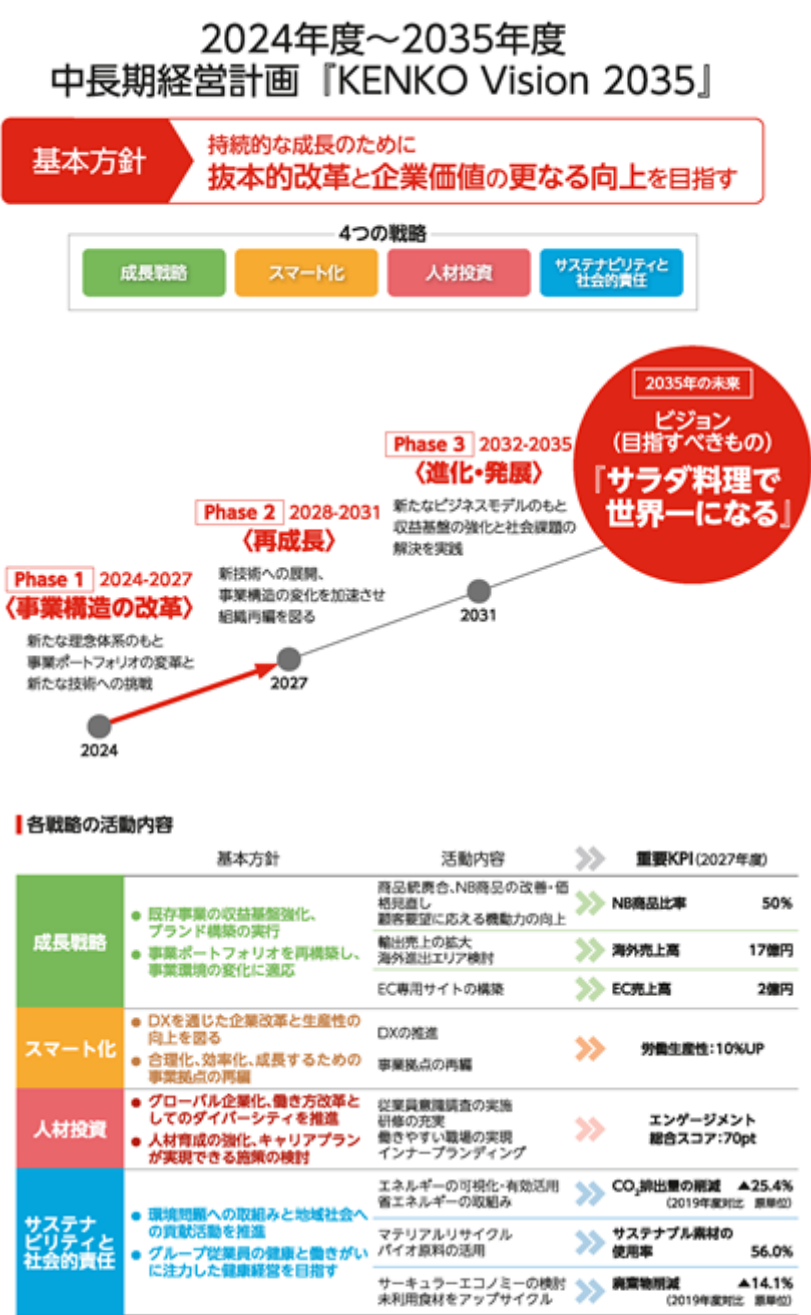 2024年度～2035年度
中長期経営計画『KENKO Vision 2035』
基本方針
持続的な成長のために
抜本的改革と企業価値の更なる向上を目指す
4つの戦略
成長戦略
スマート化
人材投資
サステナビリティと
社会的責任
2035年の未来
ビジョン
（目指すべきもの）
『サラダ料理で
世界一になる』
Phase 3 2032-2035
〈進化・発展〉
新たなビジネスモデルのもと
収益基盤の強化と社会課題の
解決を実践
Phase 2 2028-2031
〈再成長〉
新技術への展開、
事業構造の変化を加速させ
組織再編を図る
Phase 1 2024-2027
〈事業構造の改革〉
新たな理念体系のもと
事業ポートフォリオの変革と
新たな技術への挑戦
2031
2027
2024
各戦略の活動内容
基本方針
活動内容
重要KPI（2027年度）
成長戦略
● 既存事業の収益基盤強化、
ブランド構築の実行
● 事業ポートフォリオを再構築し、
事業環境の変化に適応
商品統廃合、NB商品の改善・価
格見直し
顧客要望に応える機動力の向上
NB商品比率 50%
輸出売上の拡大
海外進出エリア検討
海外売上高 17億円
EC専用サイトの構築
EC売上高 2億円
スマート化
● DXを通じた企業改革と生産性の
向上を図る
● 合理化、効率化、成長するための
事業拠点の再編
DXの推進
事業拠点の再編
労働生産性：10%UP
人材投資
● グローバル企業化、働き方改革と
してのダイバーシティを推進
● 人材育成の強化、キャリアプラン
が実現できる施策の検討
従業員意識調査の実施
研修の充実
働きやすい職場の実現
インナーブランディング
エンゲージメント
総合スコア：70pt
サステナ
ビリティと
社会的責任
● 環境問題への取組みと地域社会へ
の貢献活動を推進
● グループ従業員の健康と働きがい
に注力した健康経営を目指す
エネルギーの可視化・有効活用
省エネルギーの取組み
CO₂排出量の削減 ▲25.4%
（2019年度対比 原単位）
マテリアルリサイクル
バイオ原料の活用
サステナブル素材の
使用率 56.0%
サーキュラーエコノミーの検討
未利用食材をアップサイクル
廃棄物削減 ▲14.1%
（2019年度対比 原単位）